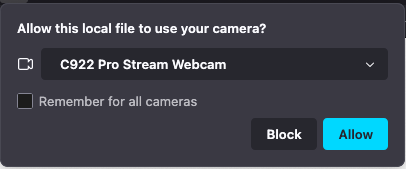 Allow this local file to use your camera?
C922 Pro Stream Webcam
Remember for all cameras
Block Allow